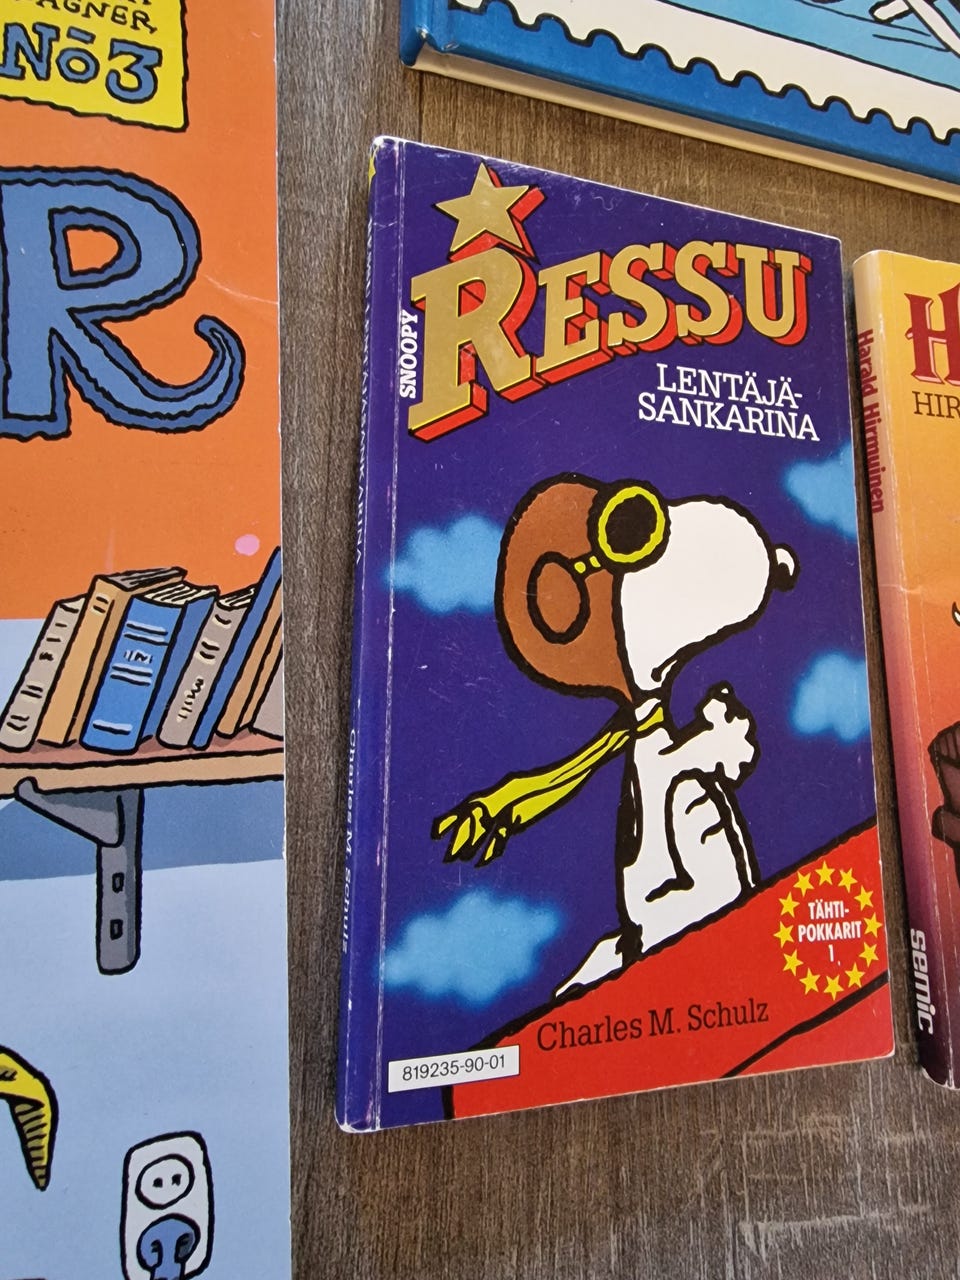 AGNER
No 3
R
RESSU
SNOOPY
LENTÄJÄ-
SANKARINA
TÄHTI-
POKKARIT
1
Charles M. Schulz
819235-90-01
Charles M. Schulz
H
HIR
Harald Hirmuinen
semic